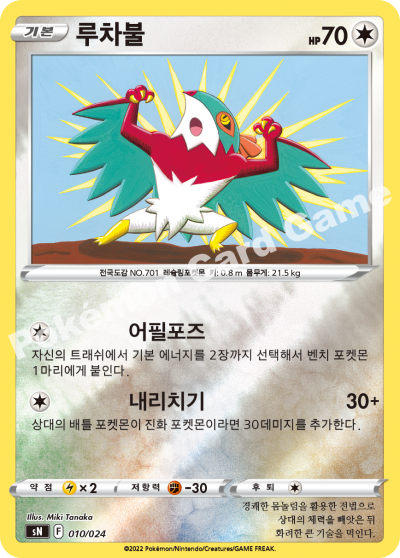 기본 루차불 HP 70
전국도감 NO.701 레슬링포켓몬 키: 0.8 m 몸무게: 21.5 kg
어필포즈
자신의 트래쉬에서 기본 에너지를 2장까지 선택해서 벤치 포켓몬
1마리에게 붙인다.
내리치기 30+
상대의 배틀 포켓몬이 진화 포켓몬이라면 30데미지를 추가한다.
약점 ×2 저항력 -30 후퇴
Illus. Miki Tanaka
sN F 010/024
경쾌한 몸놀림을 활용한 전법으로
상대의 체력을 빼앗은 뒤
화려한 큰 기술을 먹인다.
©2022 Pokémon/Nintendo/Creatures/GAME FREAK.
Pokémon Card Game